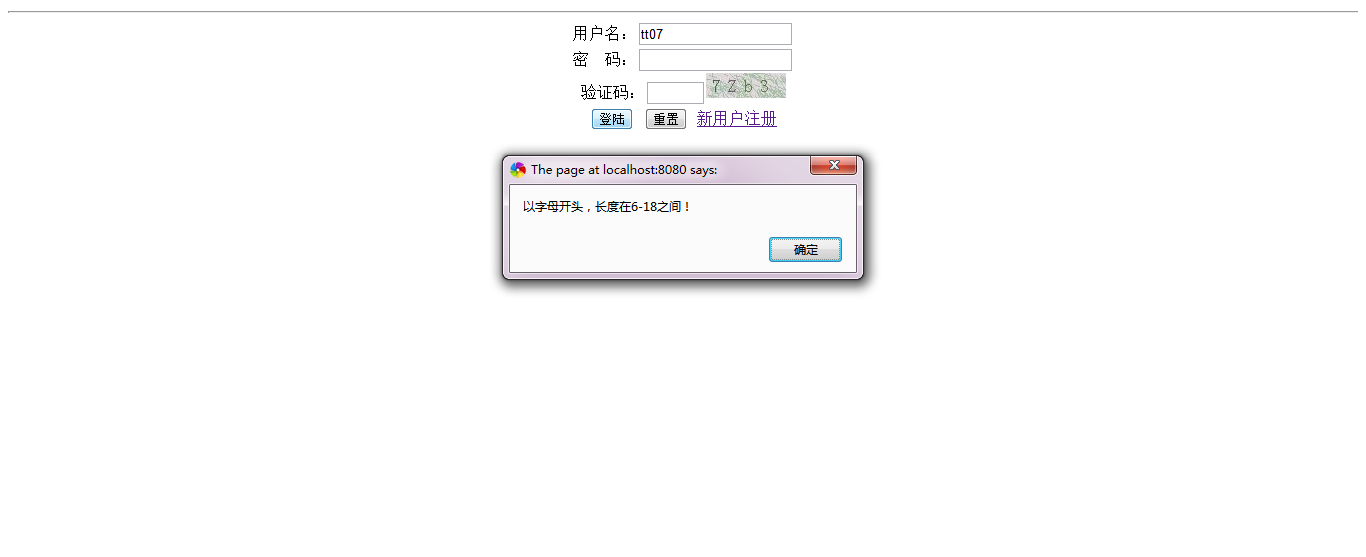 用户名： tt07
密　码：
验证码： 7 Z b 3
登陆 重置 新用户注册
The page at localhost:8080 says:
以字母开头，长度在6-18之间！
确定